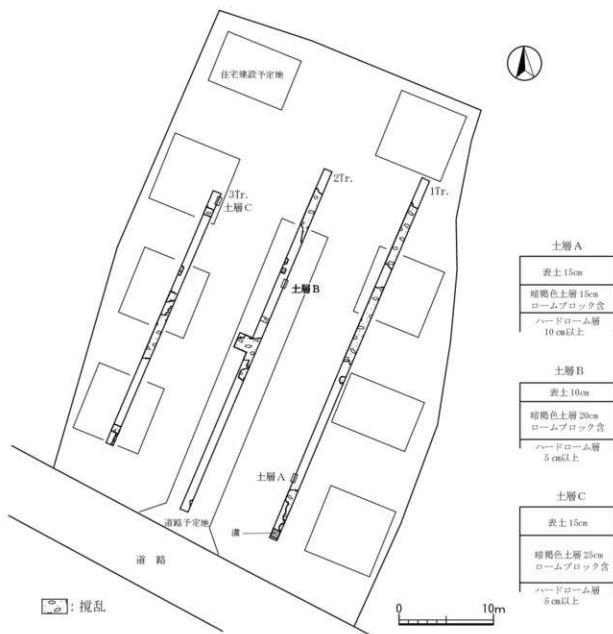 住宅建設予定地
3Tr.
土層C
2Tr.
1Tr.
土層B
土層A
道路予定地
溝
道 路
: 撹乱
0
10m
土層A
表土 15cm
暗褐色土層 15cm
ロームブロック含
ハードローム層
10 cm以上
土層B
表土 10cm
暗褐色土層 20cm
ロームブロック含
ハードローム層
5 cm以上
土層C
表土 15cm
暗褐色土層 25cm
ロームブロック含
ハードローム層
5 cm以上